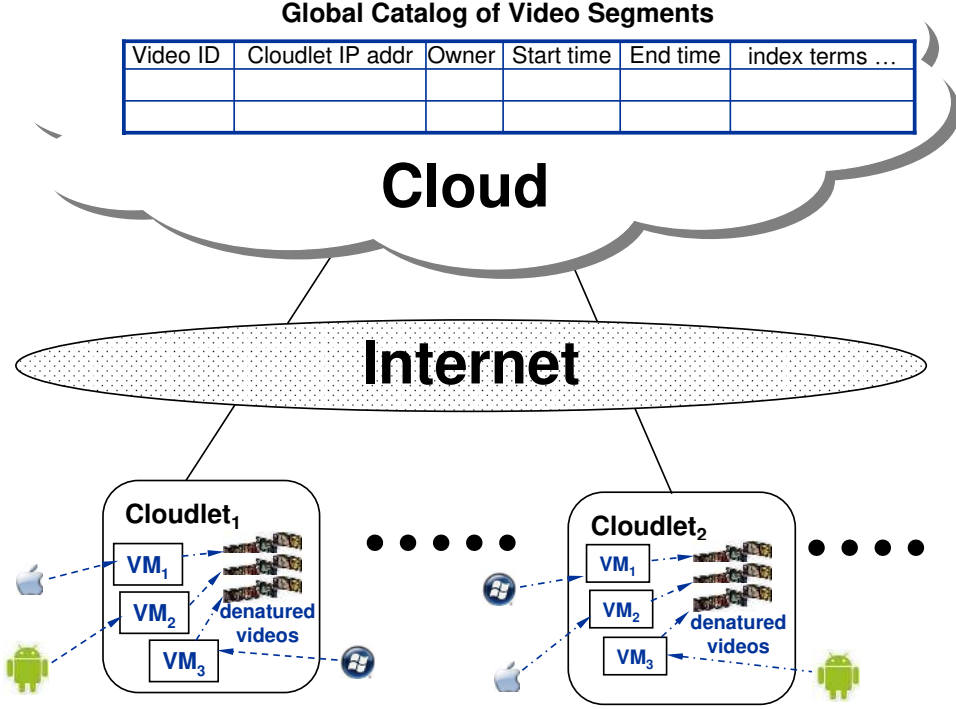 Global Catalog of Video Segments
Video ID Cloudlet IP addr Owner Start time End time index terms …
Cloud
Internet
Cloudlet1
VM1
VM2
VM3
denatured
videos
Cloudlet2
VM1
VM2
VM3
denatured
videos